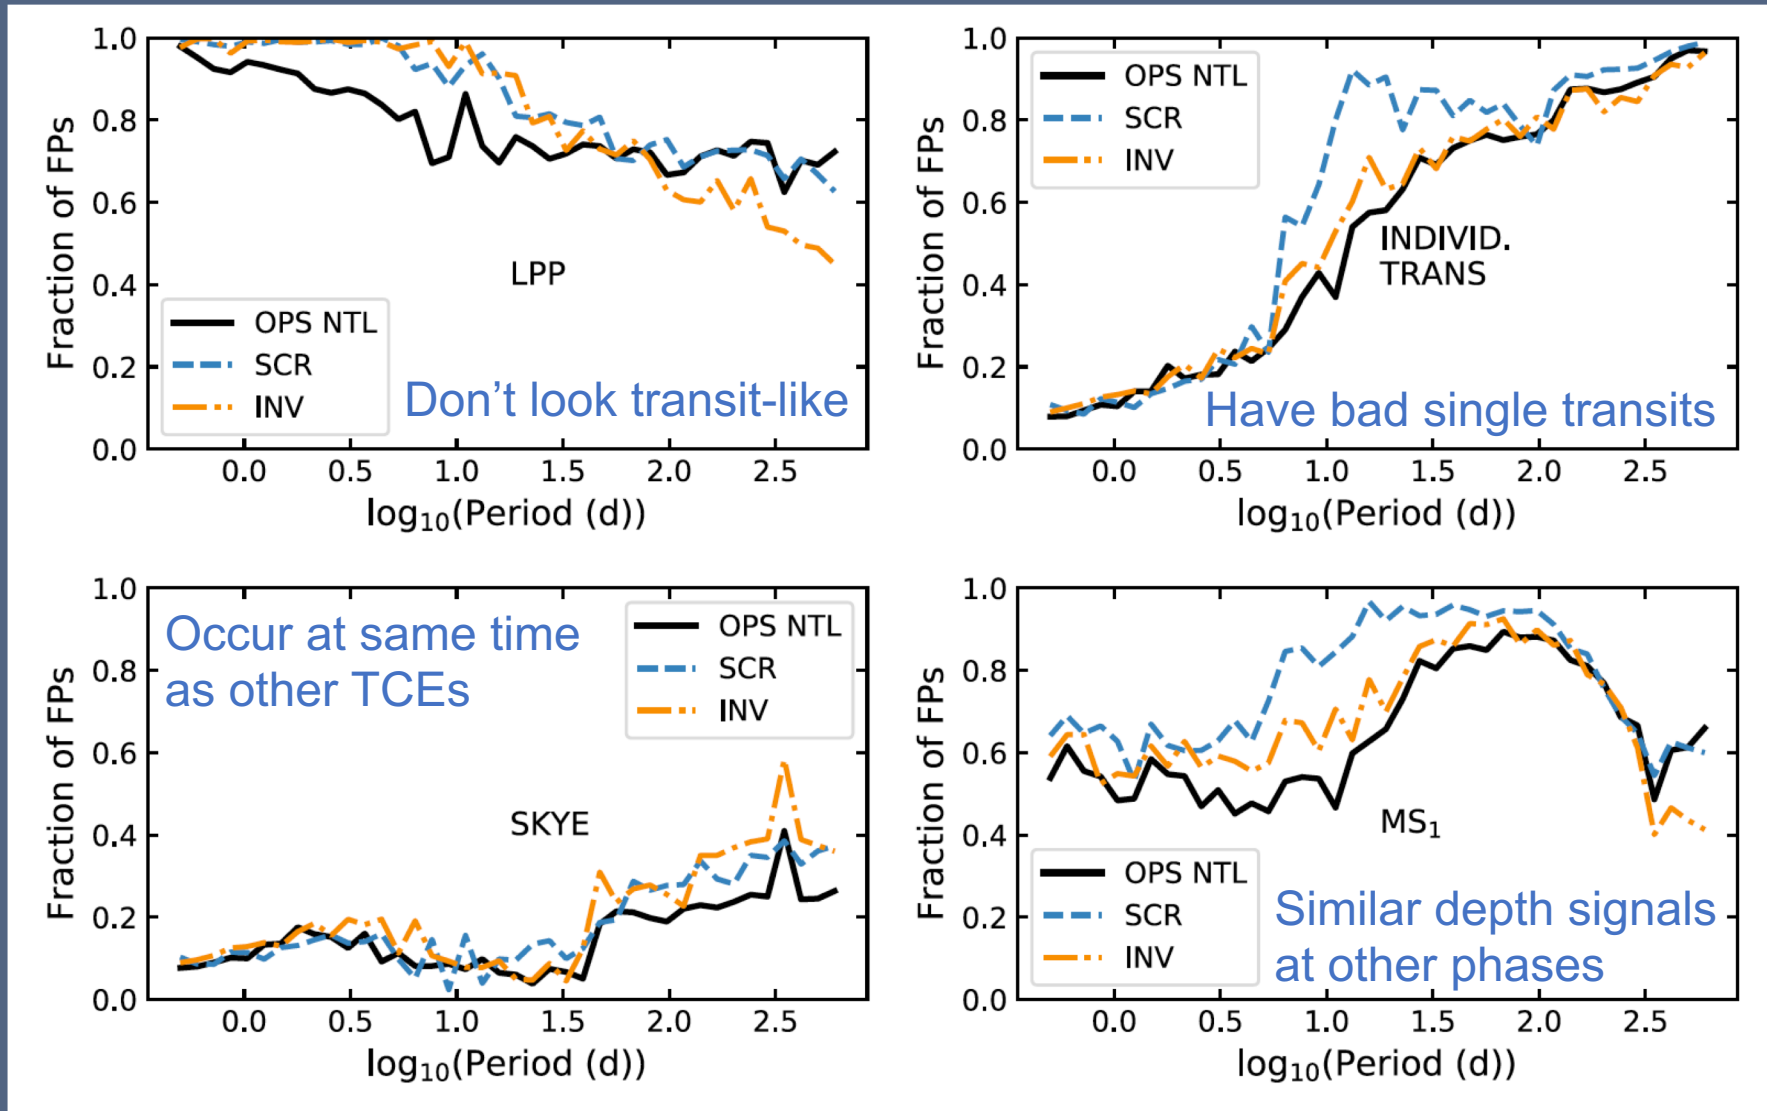 1.0
0.8
0.6
0.4
0.2
0.0
Fraction of FPs
LPP
OPS NTL
SCR
INV
Don't look transit-like
0.0 0.5 1.0 1.5 2.0 2.5
log₁₀(Period (d))
1.0
0.8
0.6
0.4
0.2
0.0
Fraction of FPs
OPS NTL
SCR
INV
INDIVID.
TRANS
Have bad single transits
0.0 0.5 1.0 1.5 2.0 2.5
log₁₀(Period (d))
1.0
0.8
0.6
0.4
0.2
0.0
Fraction of FPs
Occur at same time
as other TCEs
OPS NTL
SCR
INV
SKYE
0.0 0.5 1.0 1.5 2.0 2.5
log₁₀(Period (d))
1.0
0.8
0.6
0.4
0.2
0.0
Fraction of FPs
MS₁
OPS NTL
SCR
INV
Similar depth signals
at other phases
0.0 0.5 1.0 1.5 2.0 2.5
log₁₀(Period (d))